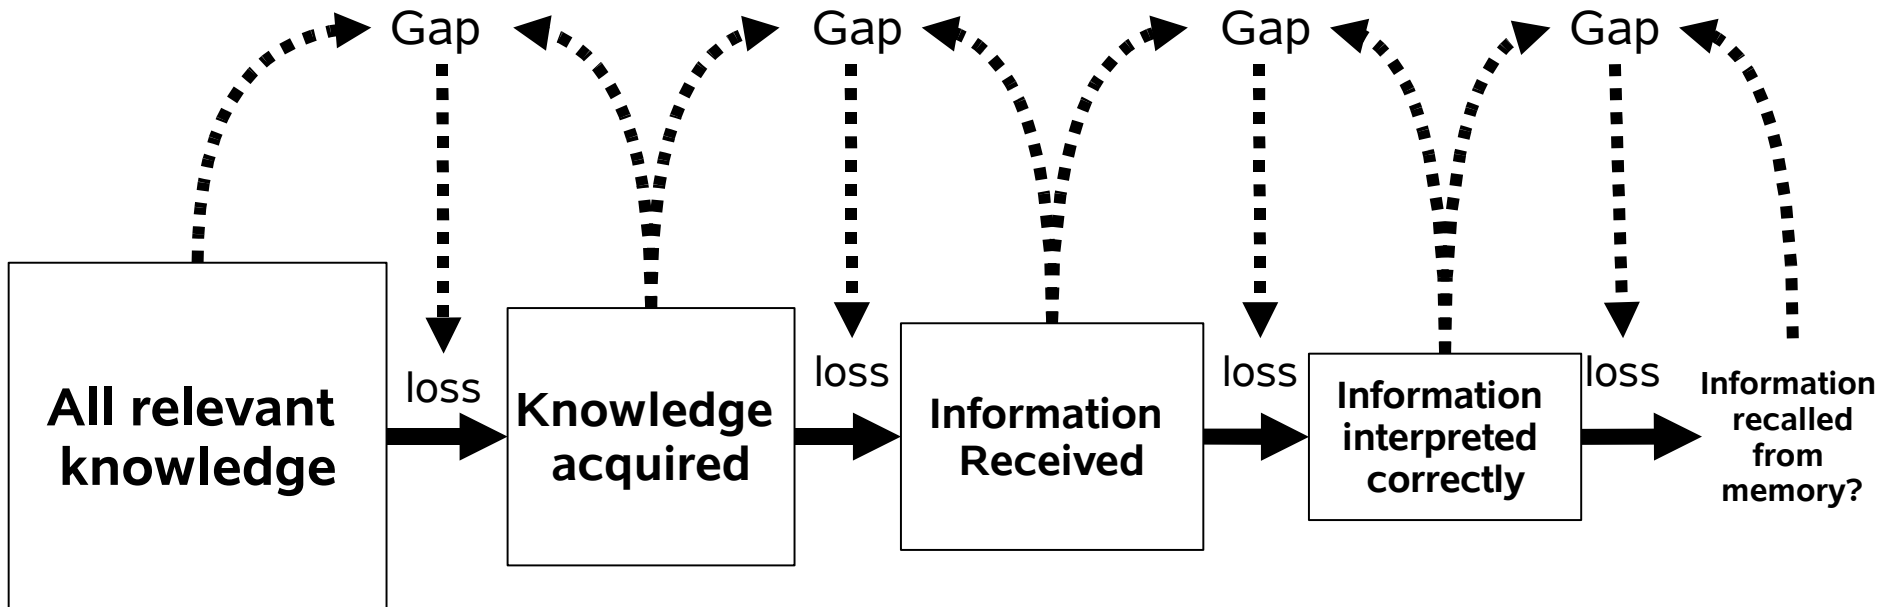 Gap
Gap
Gap
Gap
loss
loss
loss
loss
All relevant
knowledge
Knowledge
acquired
Information
Received
Information
interpreted
correctly
Information
recalled
from
memory?